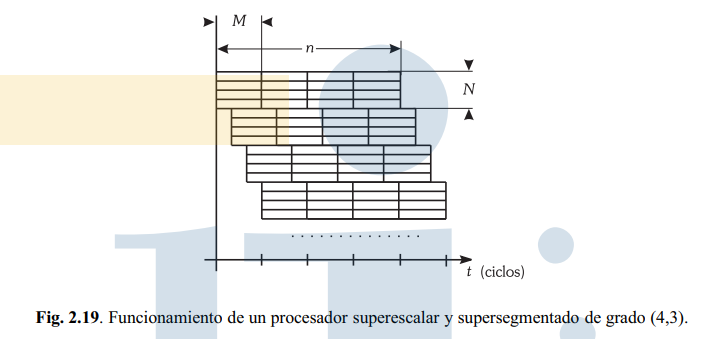 M
n
N
t (ciclos)
Fig. 2.19. Funcionamiento de un procesador superescalar y supersegmentado de grado (4,3).